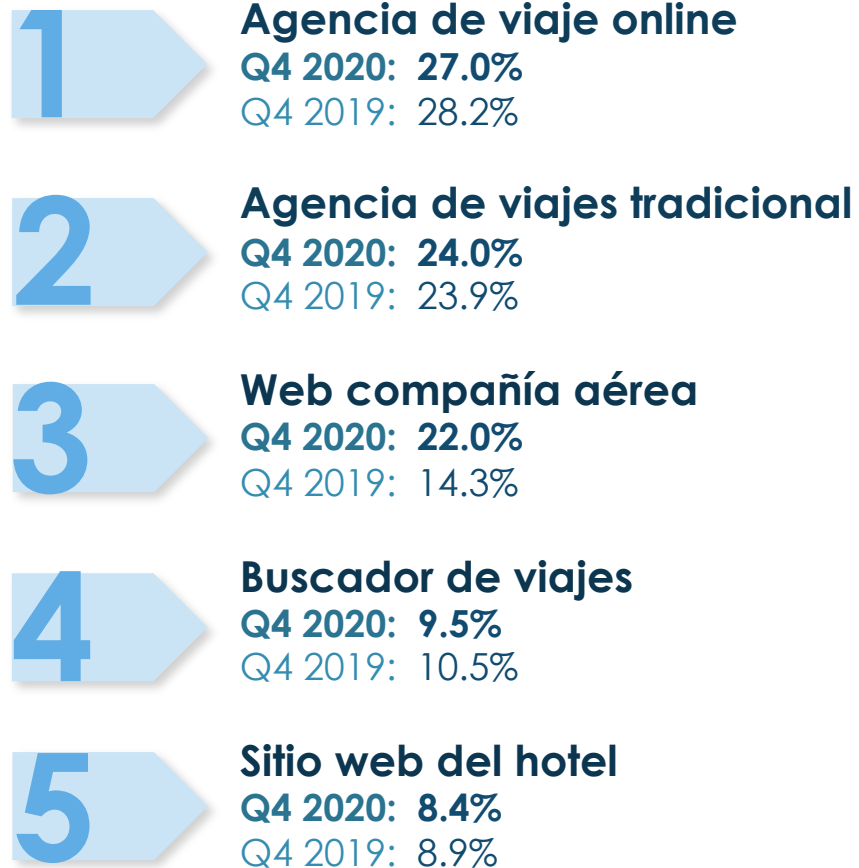 1
Agencia de viaje online
Q4 2020: 27.0%
Q4 2019: 28.2%
2
Agencia de viajes tradicional
Q4 2020: 24.0%
Q4 2019: 23.9%
3
Web compañía aérea
Q4 2020: 22.0%
Q4 2019: 14.3%
4
Buscador de viajes
Q4 2020: 9.5%
Q4 2019: 10.5%
5
Sitio web del hotel
Q4 2020: 8.4%
Q4 2019: 8.9%